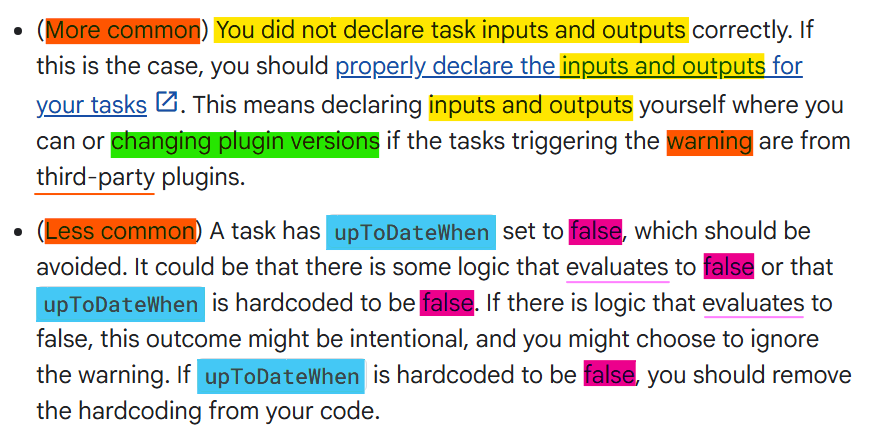 • (More common) You did not declare task inputs and outputs correctly. If
this is the case, you should properly declare the inputs and outputs for
your tasks. This means declaring inputs and outputs yourself where you
can or changing plugin versions if the tasks triggering the warning are from
third-party plugins.
• (Less common) A task has upToDateWhen set to false, which should be
avoided. It could be that there is some logic that evaluates to false or that
upToDateWhen is hardcoded to be false. If there is logic that evaluates to
false, this outcome might be intentional, and you might choose to ignore
the warning. If upToDateWhen is hardcoded to be false, you should remove
the hardcoding from your code.